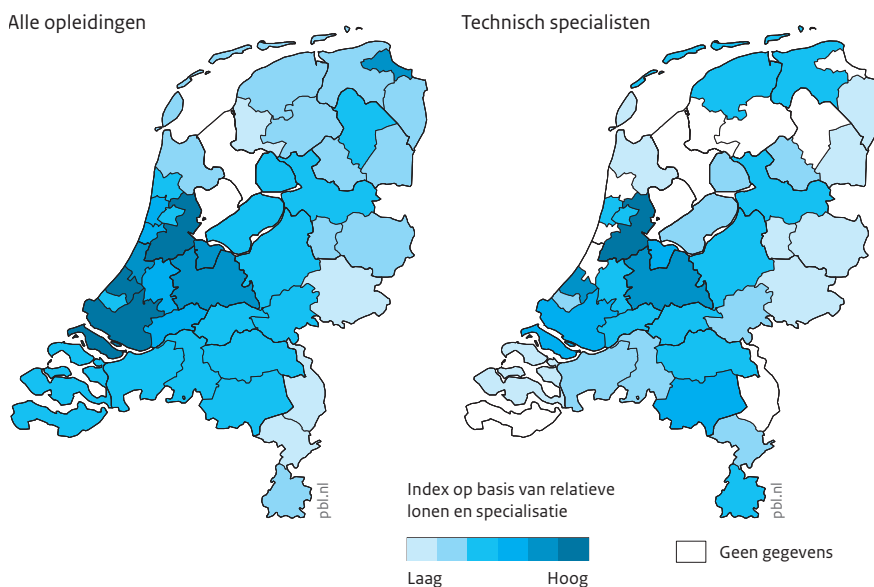 Alle opleidingen
Technisch specialisten
pbl.nl
pbl.nl
Index op basis van relatieve
lonen en specialisatie
Laag
Hoog
Geen gegevens